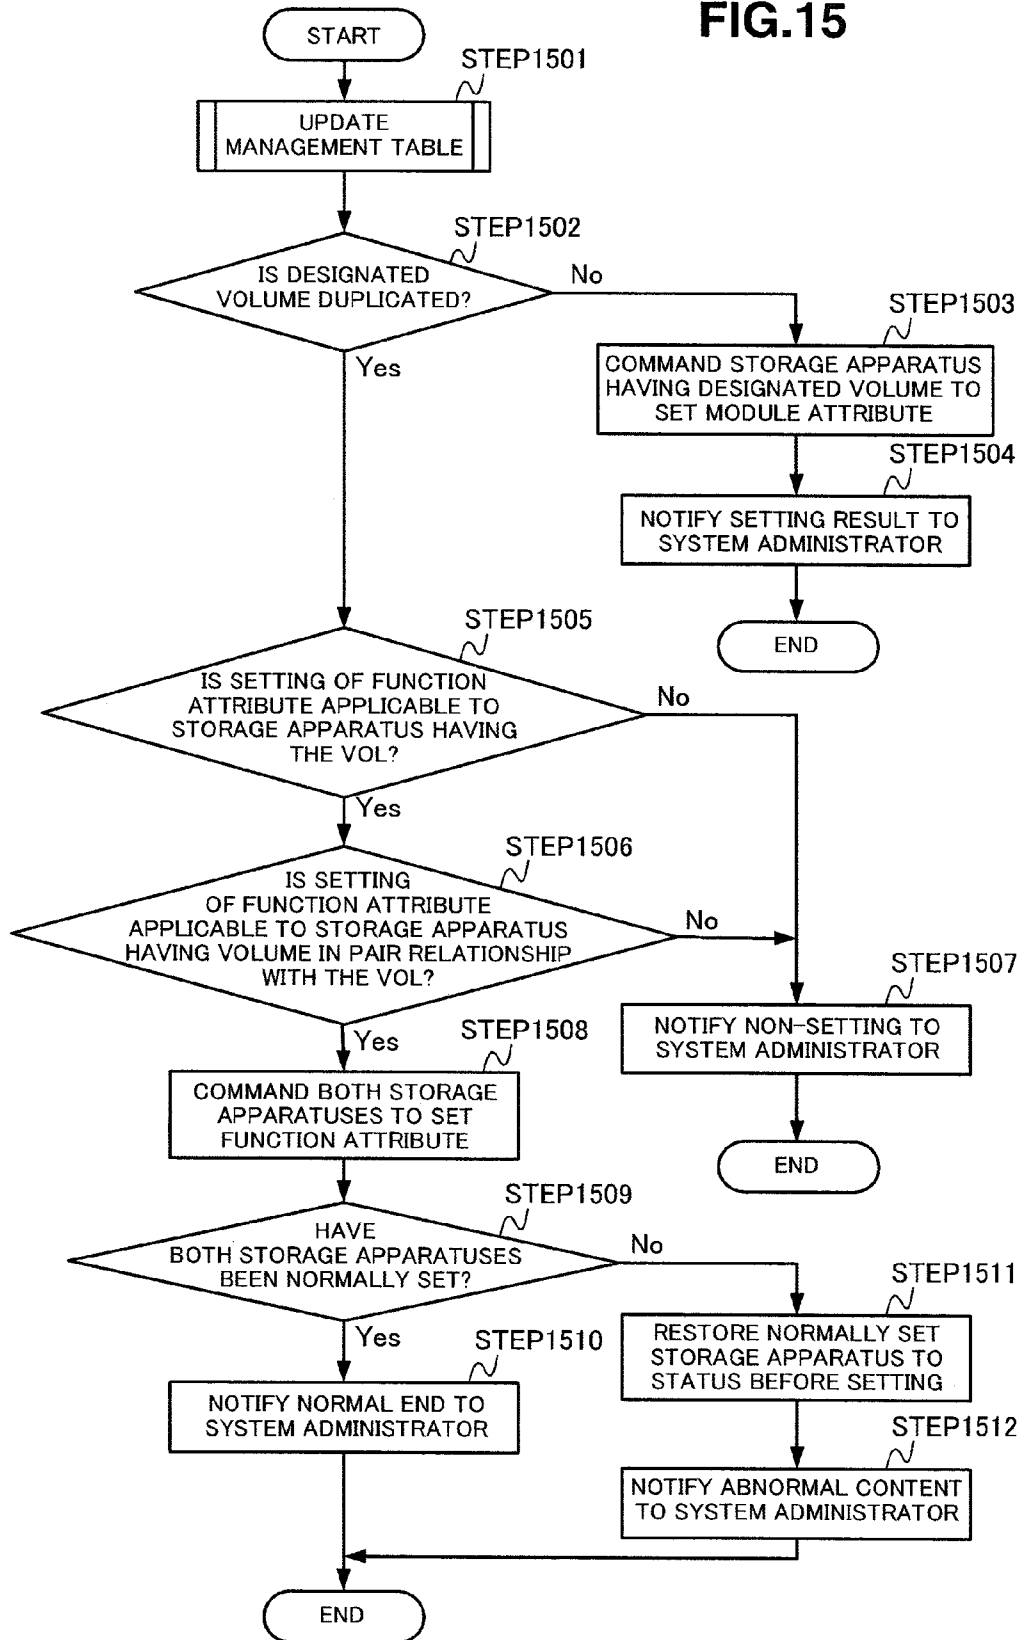 FIG.15
START
STEP1501
UPDATE
MANAGEMENT TABLE
STEP1502
IS DESIGNATED
VOLUME DUPLICATED?
No
Yes
STEP1503
COMMAND STORAGE APPARATUS
HAVING DESIGNATED VOLUME TO
SET MODULE ATTRIBUTE
STEP1504
NOTIFY SETTING RESULT TO
SYSTEM ADMINISTRATOR
END
STEP1505
IS SETTING OF FUNCTION
ATTRIBUTE APPLICABLE TO
STORAGE APPARATUS HAVING
THE VOL?
No
Yes
STEP1506
IS SETTING
OF FUNCTION ATTRIBUTE
APPLICABLE TO STORAGE APPARATUS
HAVING VOLUME IN PAIR RELATIONSHIP
WITH THE VOL?
No
Yes
STEP1507
NOTIFY NON-SETTING TO
SYSTEM ADMINISTRATOR
END
STEP1508
COMMAND BOTH STORAGE
APPARATUSES TO SET
FUNCTION ATTRIBUTE
STEP1509
HAVE
BOTH STORAGE APPARATUSES
BEEN NORMALLY SET?
No
Yes
STEP1510
NOTIFY NORMAL END TO
SYSTEM ADMINISTRATOR
STEP1511
RESTORE NORMALLY SET
STORAGE APPARATUS TO
STATUS BEFORE SETTING
STEP1512
NOTIFY ABNORMAL CONTENT
TO SYSTEM ADMINISTRATOR
END